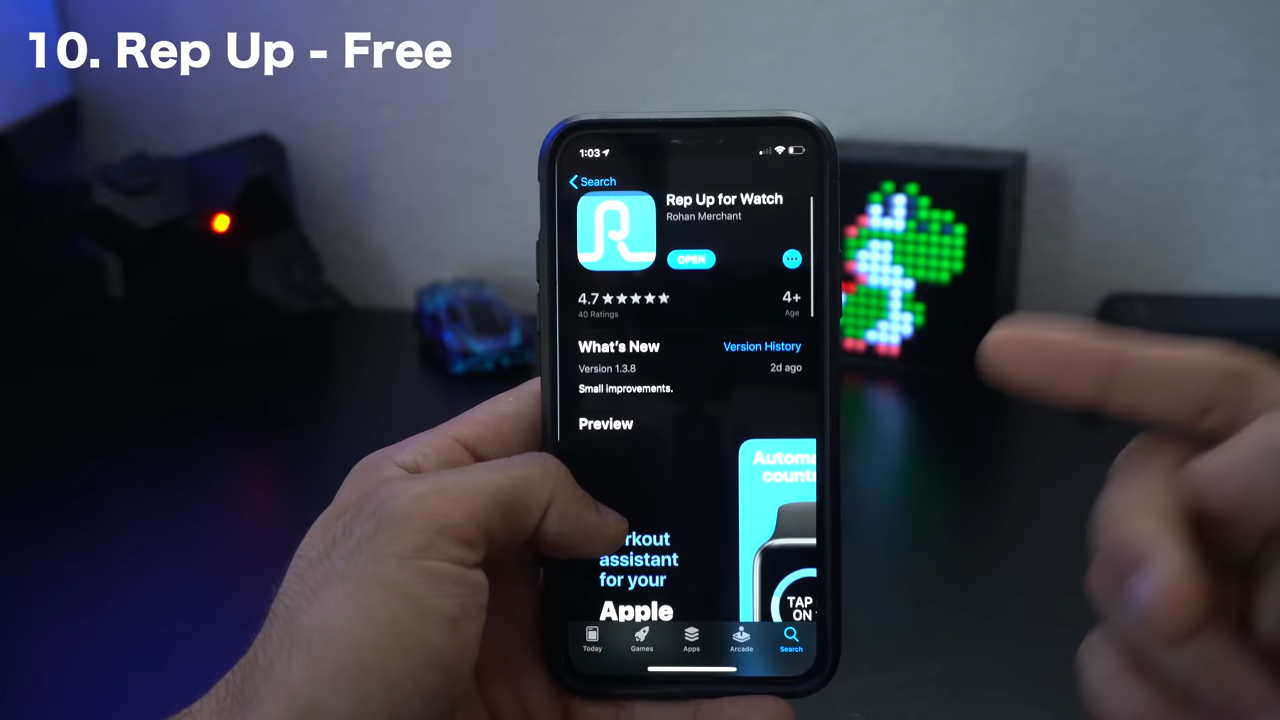 10. Rep Up - Free
1:03
Search
Rep Up for Watch
Rohan Merchant
OPEN
4.7
4+
40 Ratings
Age
What's New
Version History
Version 1.3.8
2d ago
Small improvements.
Preview
assistant
for your
Apple
TAP
ON
Today
Games
Apps
Arcade
Search